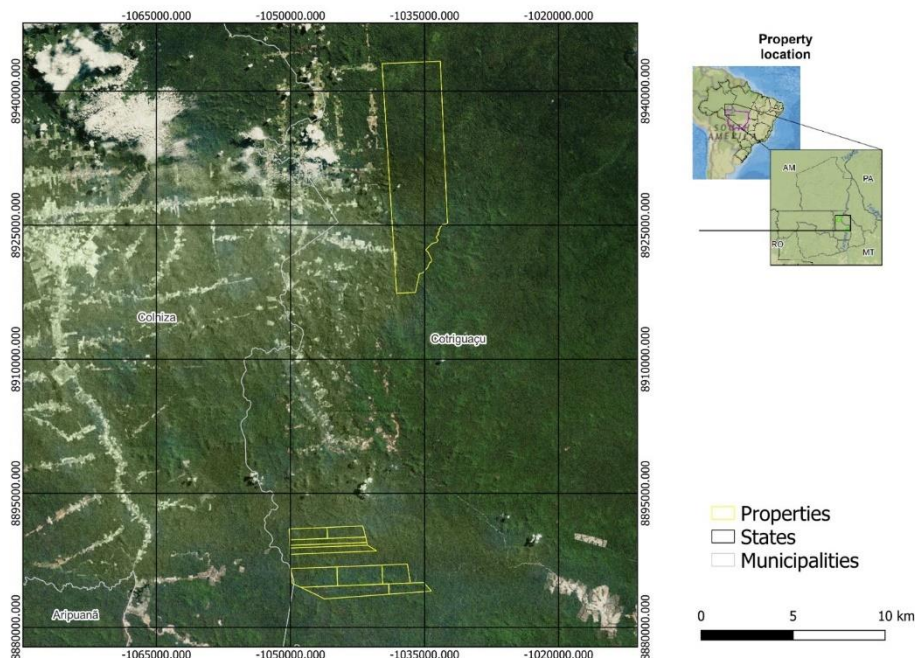 -1065000.000 -1050000.000 -1035000.000 -1020000.000
Property
location
8940000.000 8940000.000
SOUTH
AMERICA
AM
PA
8925000.000 8925000.000
RO
MT
Colniza
Cotriguaçu
8910000.000 8910000.000
8895000.000 8895000.000
Properties
States
Municipalities
Aripuanã
0 5 10 km
8880000.000 8880000.000
-1065000.000 -1050000.000 -1035000.000 -1020000.000